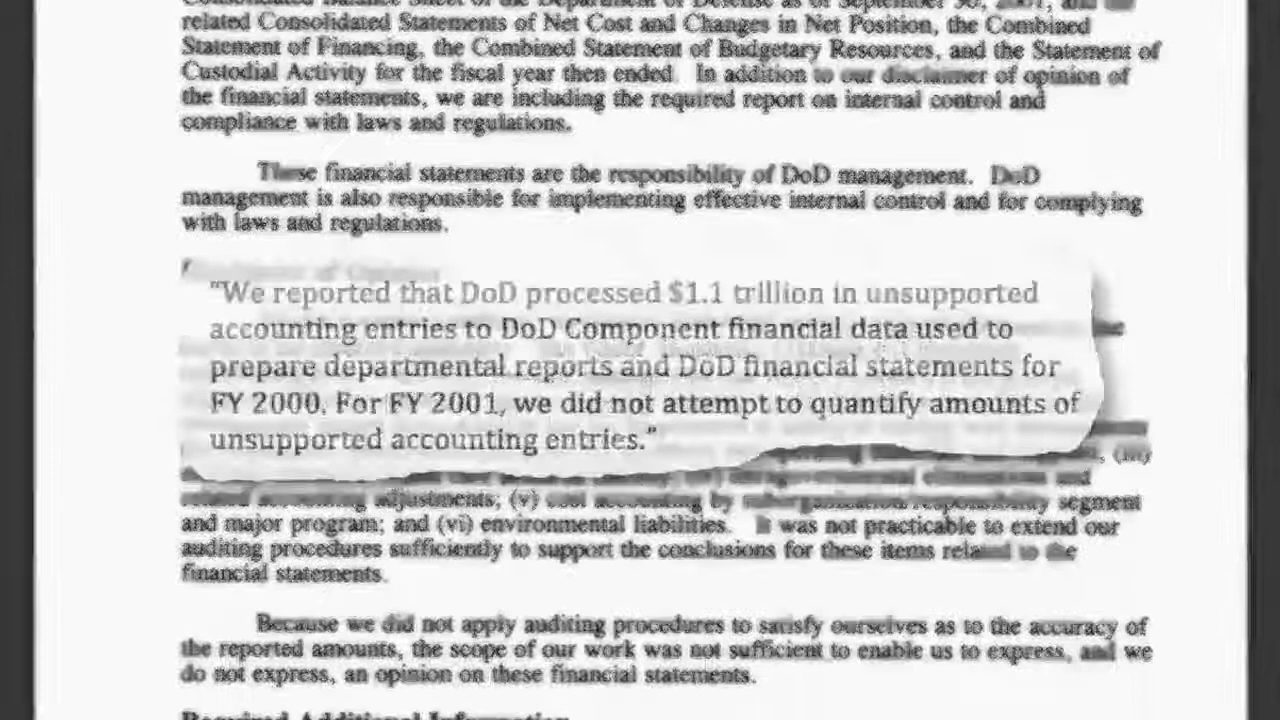 related Consolidated Statements of Net Cost and Changes in Net Position, the Combined
Statement of Financing, the Combined Statement of Budgetary Resources, and the Statement of
Custodial Activity for the fiscal year then ended. In addition to our disclaimer of opinion of
the financial statements, we are including the required report on internal control and
compliance with laws and regulations.
These financial statements are the responsibility of DoD management. DoD
management is also responsible for implementing effective internal control and for complying
with laws and regulations.
"We reported that DoD processed $1.1 trillion in unsupported
accounting entries to DoD Component financial data used to
prepare departmental reports and DoD financial statements for
FY 2000. For FY 2001, we did not attempt to quantify amounts of
unsupported accounting entries."
adjustments; (v) cost accounting by suborganization/responsibility segment
and major program; and (vi) environmental liabilities. It was not practicable to extend our
auditing procedures sufficiently to support the conclusions for these items related to the
financial statements.
Because we did not apply auditing procedures to satisfy ourselves as to the accuracy of
the reported amounts, the scope of our work was not sufficient to enable us to express, and we
do not express, an opinion on these financial statements.
Required Additional Information